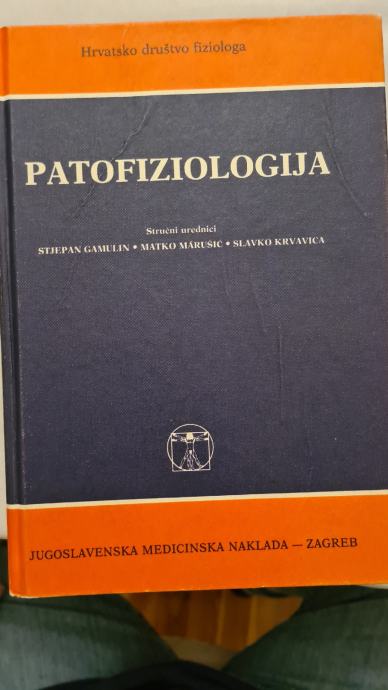 Hrvatsko društvo fiziologa
PATOFIZIOLOGIJA
Stručni urednici
STJEPAN GAMULIN • MATKO MARUŠIĆ • SLAVKO KRVAVICA
JUGOSLAVENSKA MEDICINSKA NAKLADA — ZAGREB